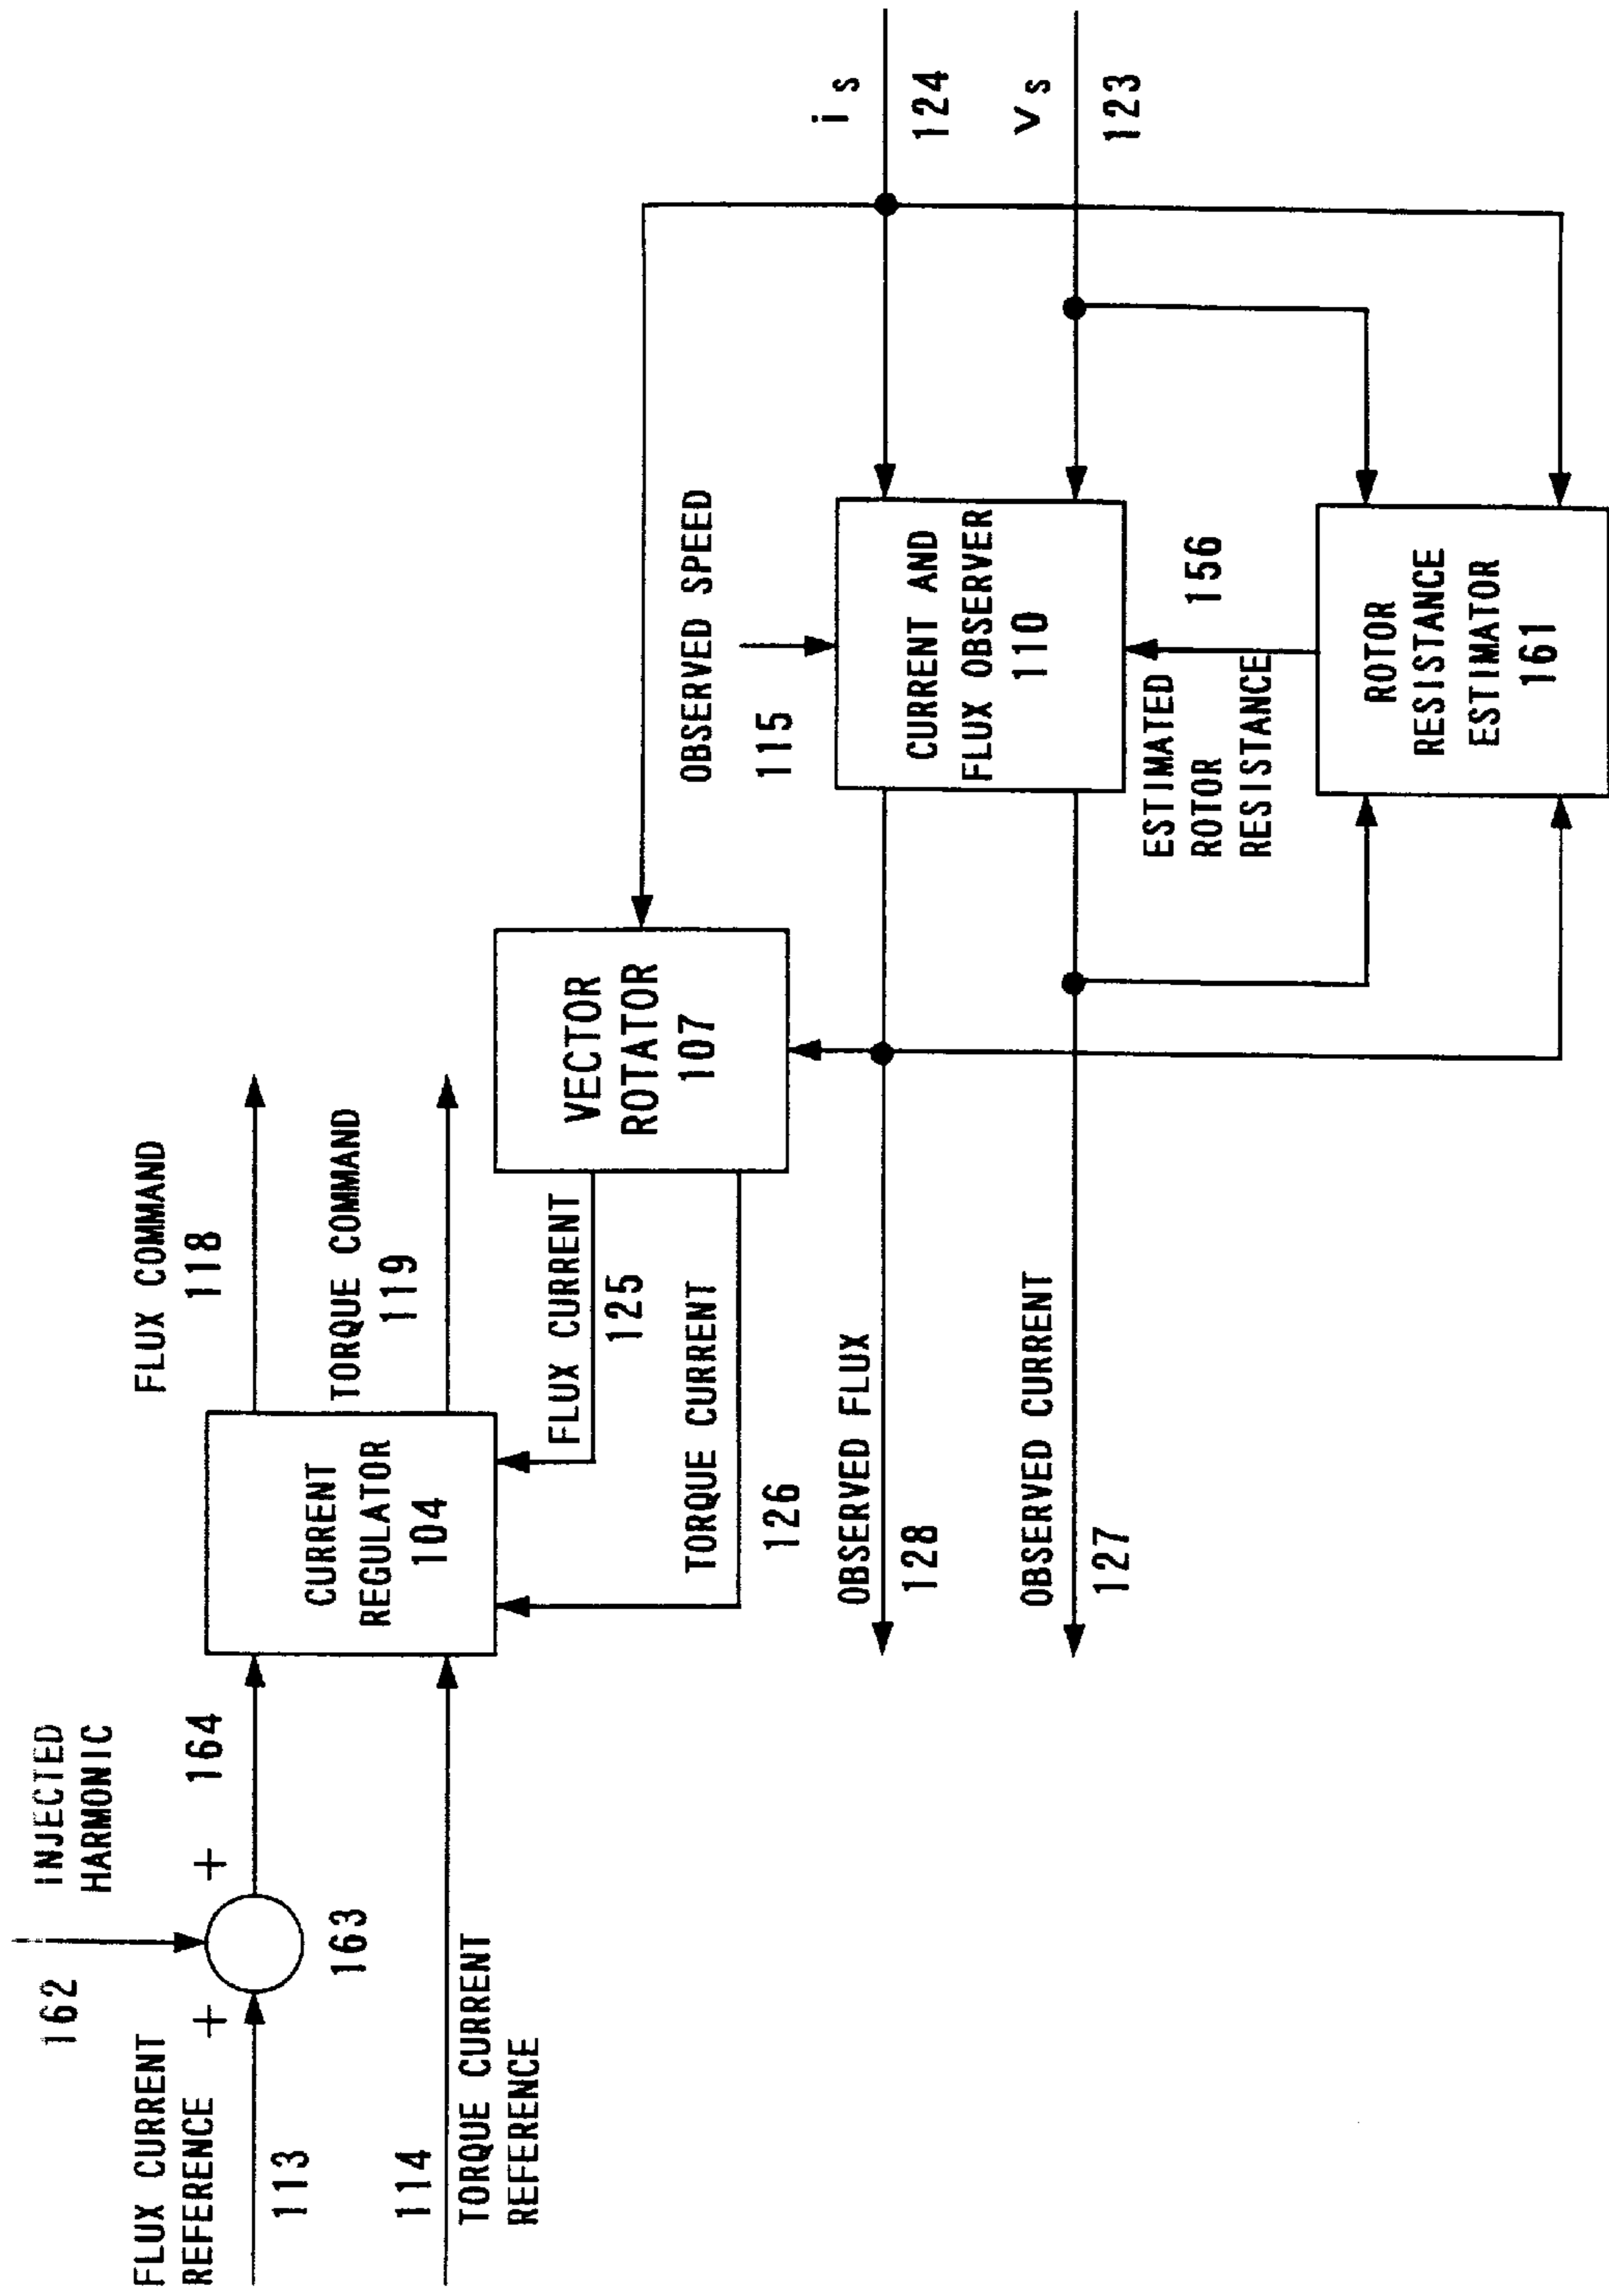 162
INJECTED
HARMONIC
FLUX CURRENT
REFERENCE
+
+
164
113
163
114
TORQUE CURRENT
REFERENCE
CURRENT
REGULATOR
104
FLUX COMMAND
118
TORQUE COMMAND
119
FLUX CURRENT
125
TORQUE CURRENT
126
VECTOR
ROTATOR
107
OBSERVED SPEED
115
OBSERVED FLUX
128
OBSERVED CURRENT
127
CURRENT AND
FLUX OBSERVER
110
i s
124
v s
123
ESTIMATED
ROTOR
RESISTANCE
156
ROTOR
RESISTANCE
ESTIMATOR
161